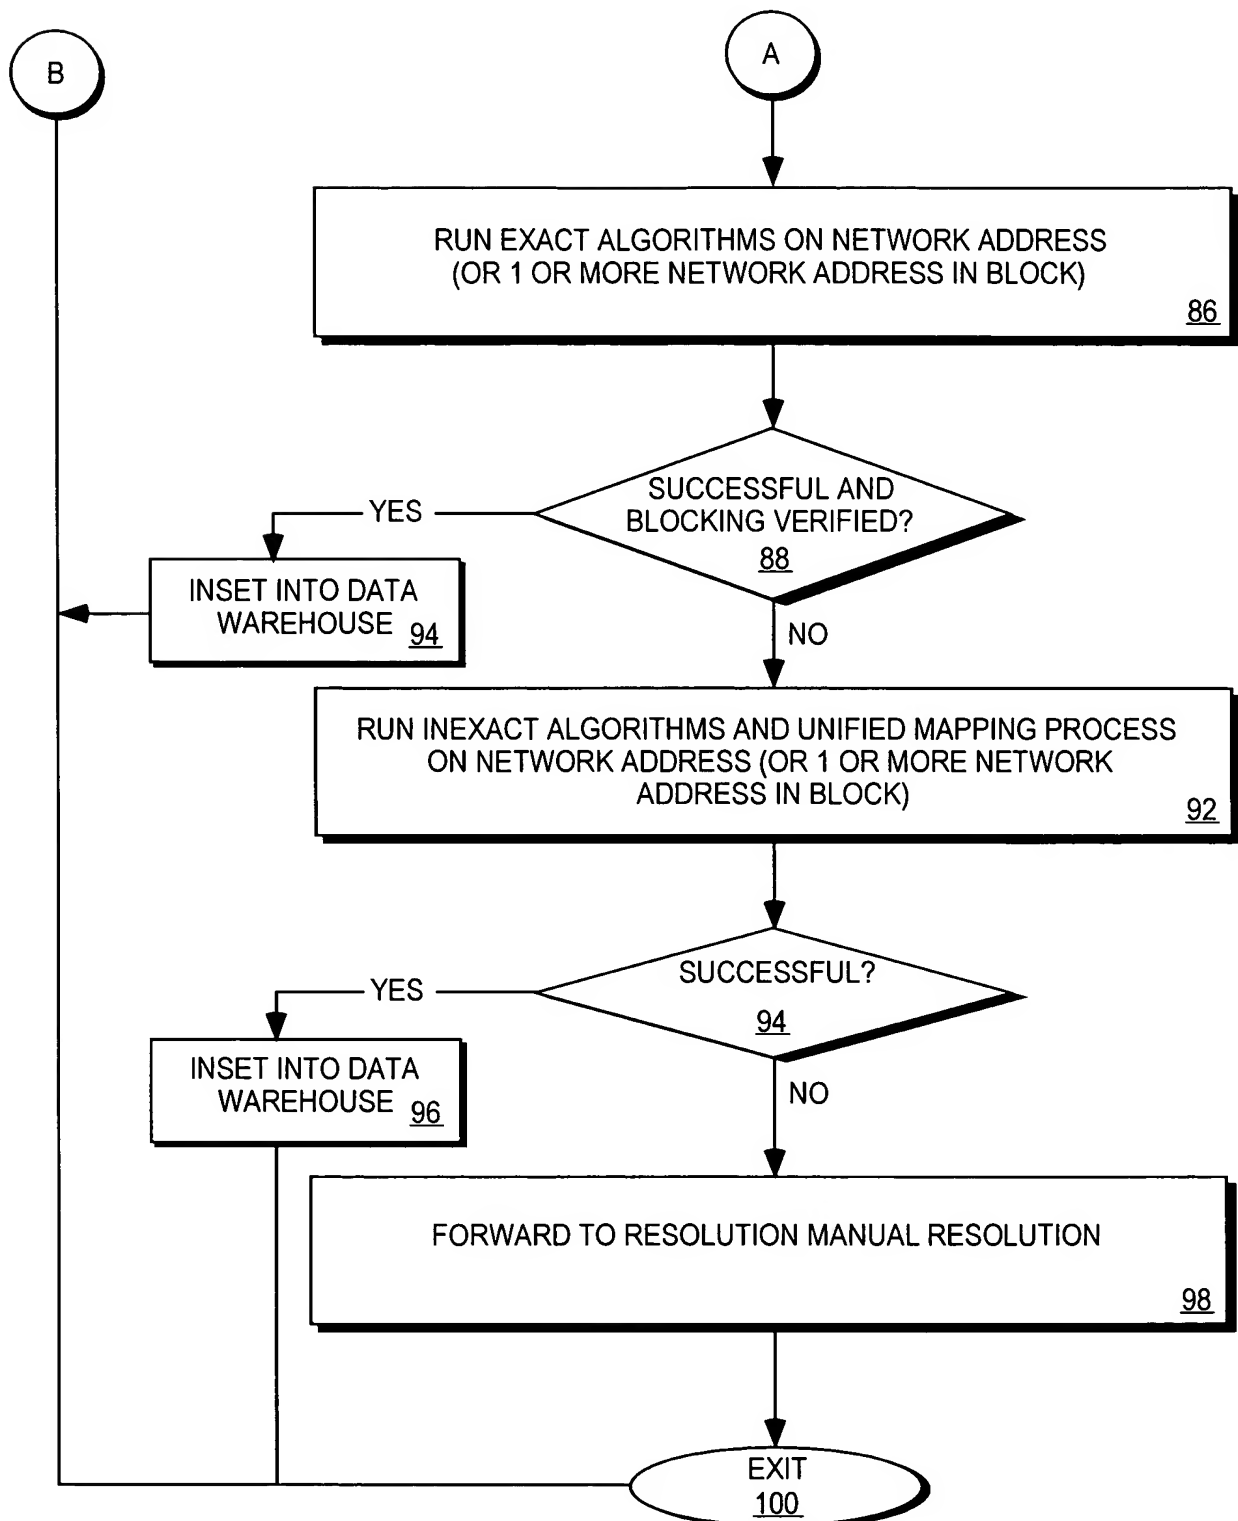 B
A
RUN EXACT ALGORITHMS ON NETWORK ADDRESS
(OR 1 OR MORE NETWORK ADDRESS IN BLOCK)
86
SUCCESSFUL AND
BLOCKING VERIFIED?
88
YES
INSET INTO DATA
WAREHOUSE 94
NO
RUN INEXACT ALGORITHMS AND UNIFIED MAPPING PROCESS
ON NETWORK ADDRESS (OR 1 OR MORE NETWORK
ADDRESS IN BLOCK)
92
SUCCESSFUL?
94
YES
INSET INTO DATA
WAREHOUSE 96
NO
FORWARD TO RESOLUTION MANUAL RESOLUTION
98
EXIT
100